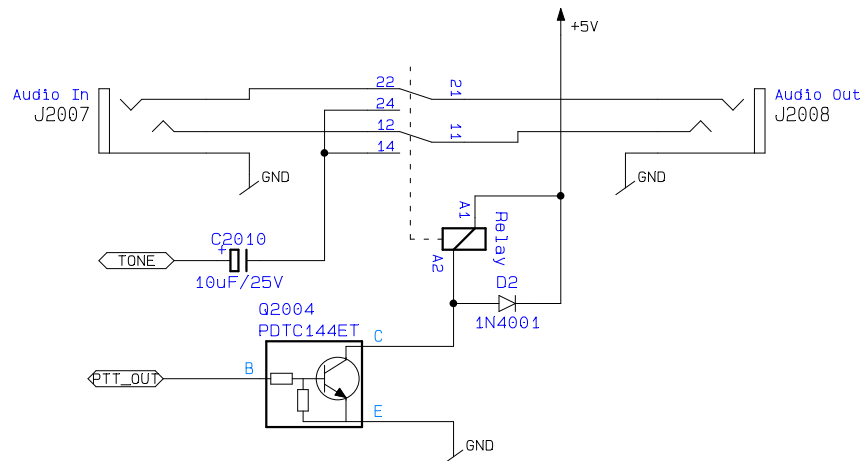 +5V
Audio In
J2007
22
21
24
12
11
14
Audio Out
J2008
GND
GND
A1
Relay
A2
C2010
+
10uF/25V
TONE
D2
1N4001
Q2004
PDTC144ET
C
B
PTT_OUT
E
GND